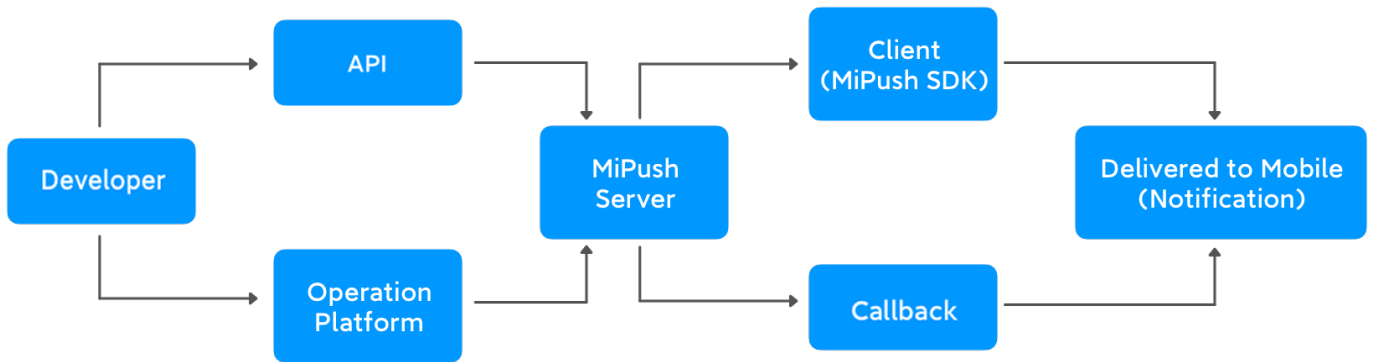 API
Client
(MiPush SDK)
Developer
MiPush
Server
Delivered to Mobile
(Notification)
Operation
Platform
Callback